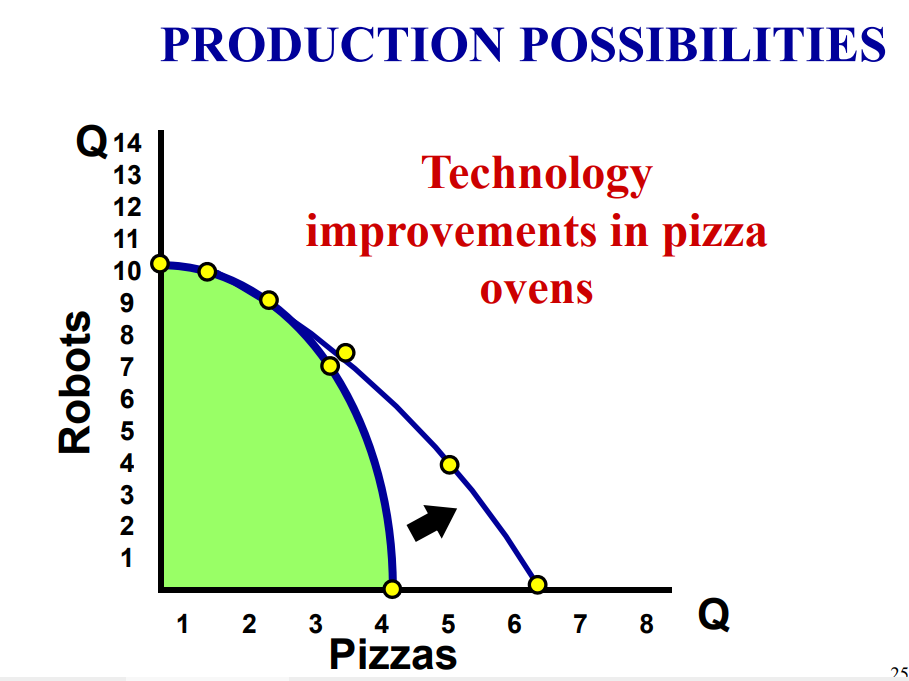 PRODUCTION POSSIBILITIES
Q
14
13
12
11
10
9
8
7
6
5
4
3
2
1
Robots
Technology
improvements in pizza
ovens
1 2 3 4 5 6 7 8
Q
Pizzas
25